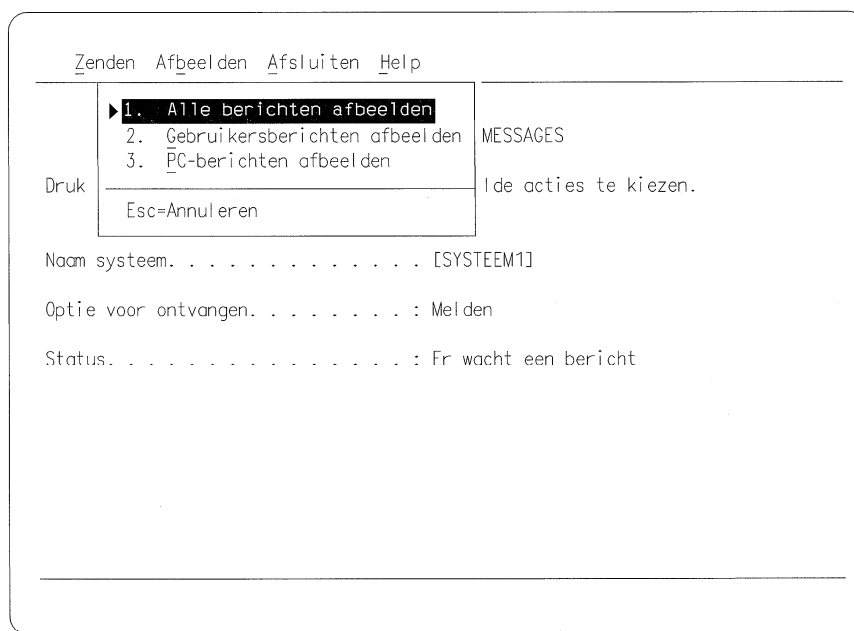 Zenden Afbeelden Afsluiten Help
1. Alle berichten afbeelden
2. Gebruikersberichten afbeelden
MESSAGES
3. PC-berichten afbeelden
Druk
lde acties te kiezen.
Esc=Annuleren
Naam systeem. . . . . . . . . . . . . . [SYSTEEM1]
Optie voor ontvangen. . . . . . . . : Melden
Status. . . . . . . . . . . . . . . . : Er wacht een bericht